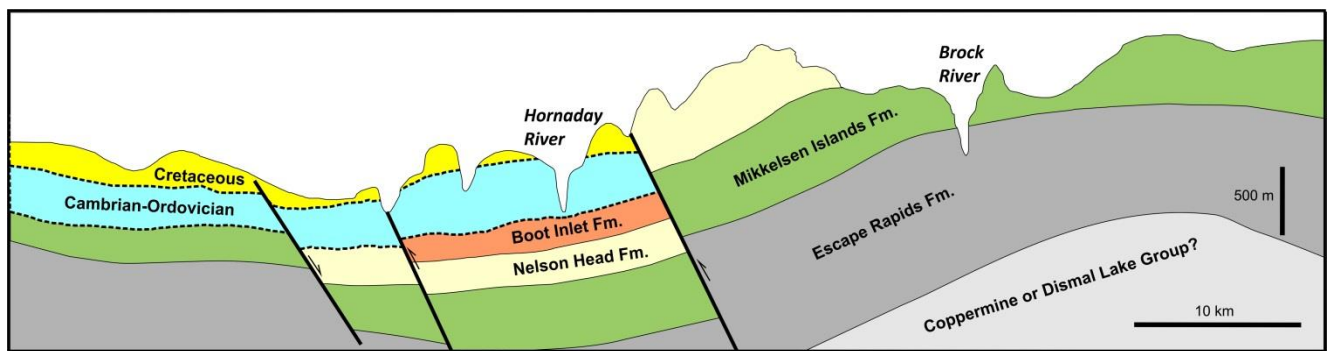 Brock
River
Hornaday
River
Mikkelsen Islands Fm.
Cretaceous
500 m
Cambrian-Ordovician
Escape Rapids Fm.
Boot Inlet Fm.
Nelson Head Fm.
Coppermine or Dismal Lake Group?
10 km